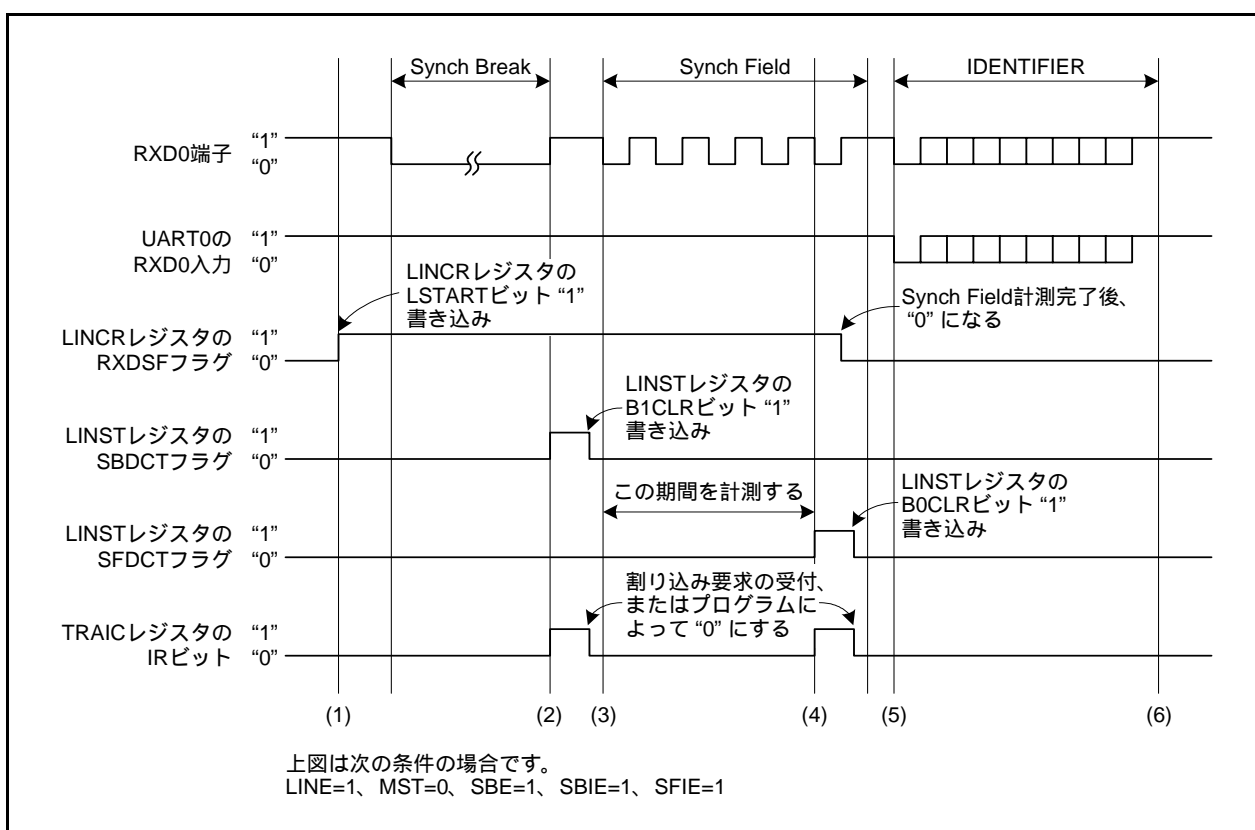 Synch Break
Synch Field
IDENTIFIER
RXD0端子
“1”
“0”
UART0の
RXD0入力
“1”
“0”
LINCRレジスタの
LSTARTビット “1”
書き込み
Synch Field計測完了後、
“0” になる
LINCRレジスタの
RXDSFフラグ
“1”
“0”
LINSTレジスタの
B1CLRビット “1”
書き込み
LINSTレジスタの
SBDCTフラグ
“1”
“0”
この期間を計測する
LINSTレジスタの
B0CLRビット “1”
書き込み
LINSTレジスタの
SFDCTフラグ
“1”
“0”
割り込み要求の受付、
またはプログラムに
よって “0” にする
TRAICレジスタの
IRビット
“1”
“0”
(1)
(2)
(3)
(4)
(5)
(6)
上図は次の条件の場合です。
LINE=1、MST=0、SBE=1、SBIE=1、SFIE=1